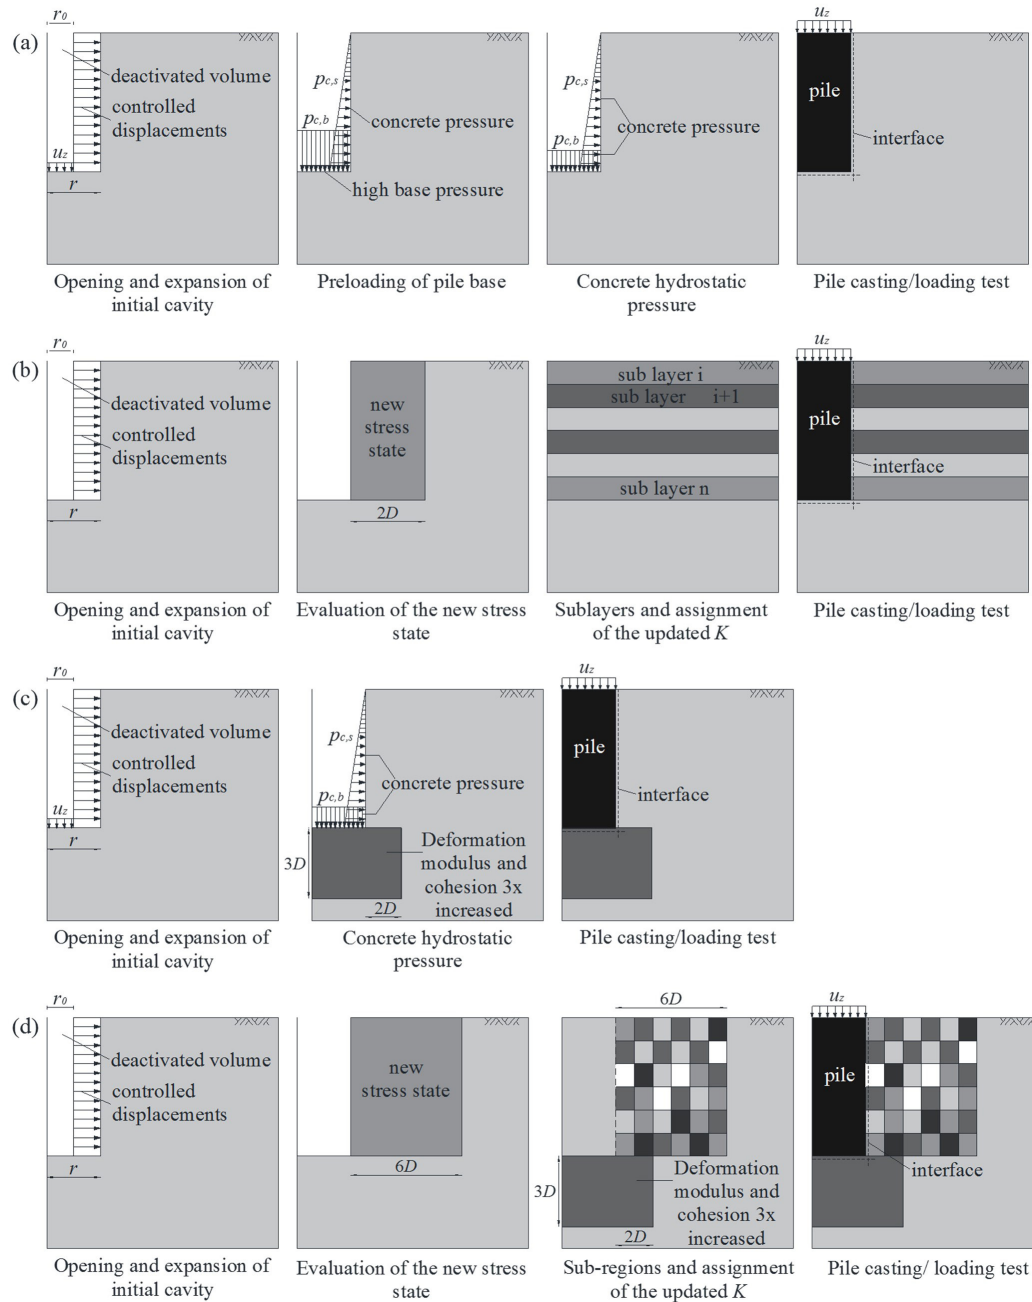 (a)
r0
deactivated volume
controlled
displacements
uz
r
Opening and expansion of
initial cavity
pc,s
pc,b
concrete pressure
high base pressure
Preloading of pile base
pc,s
pc,b
concrete pressure
Concrete hydrostatic
pressure
uz
pile
interface
Pile casting/loading test
(b)
r0
deactivated volume
controlled
displacements
r
Opening and expansion of
initial cavity
new
stress
state
2D
Evaluation of the new stress
state
sub layer i
sub layer i+1
sub layer n
Sublayers and assignment
of the updated K
uz
pile
interface
Pile casting/loading test
(c)
r0
deactivated volume
controlled
displacements
uz
r
Opening and expansion of
initial cavity
pc,s
pc,b
concrete pressure
3D
Deformation
modulus and
cohesion 3x
increased
2D
Concrete hydrostatic
pressure
uz
pile
interface
Pile casting/loading test
(d)
r0
deactivated volume
controlled
displacements
r
Opening and expansion of
initial cavity
new
stress state
6D
Evaluation of the new stress
state
6D
3D
Deformation
modulus and
cohesion 3x
increased
2D
Sub-regions and assignment
of the updated K
uz
pile
interface
Pile casting/ loading test